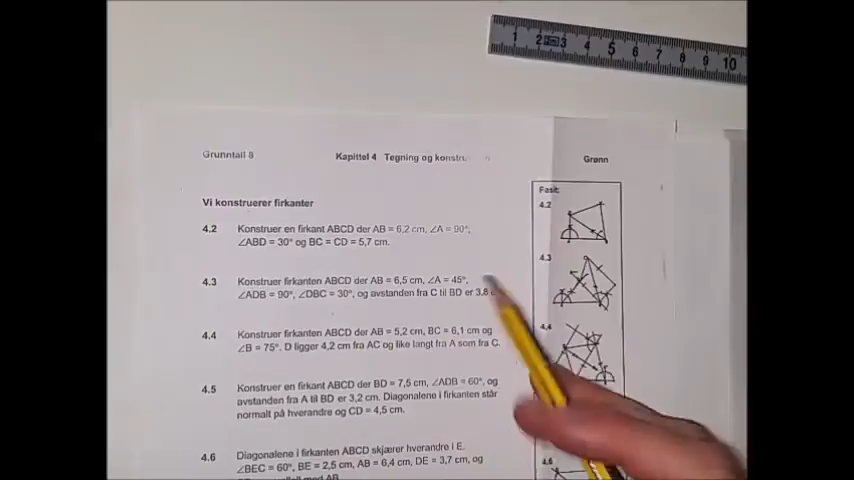 1 2 3 4 5 6 7 8 9 10
Grunntall 8
Kapittel 4 Tegning og
Grønn
Vi konstruerer firkanter
4.2 Konstruer en firkant ABCD der AB = 6,2 cm, ∠A = 90°,
∠ABD = 30° og BC = CD = 5,7 cm.
4.3 Konstruer firkanten ABCD der AB = 6,5 cm, ∠A = 45°,
∠ADB = 90°, ∠DBC = 30°, og avstanden fra C til BD er 3,8
4.4 Konstruer firkanten ABCD der AB = 5,2 cm, BC = 6,1 cm og
∠B = 75°. D ligger 4,2 cm fra AC og like langt fra A som fra C.
4.5 Konstruer en firkant ABCD der BD = 7,5 cm, ∠ADB = 60°, og
avstanden fra A til BD er 3,2 cm. Diagonalene i firkanten står
normalt på hverandre og CD = 4,5 cm.
4.6 Diagonalene i firkanten ABCD skjærer hverandre i E.
∠BEC = 60°, BE = 2,5 cm, AB = 6,4 cm, DE = 3,7 cm, og
med AB
Fasit
4.2
4.3
4.4
4.6